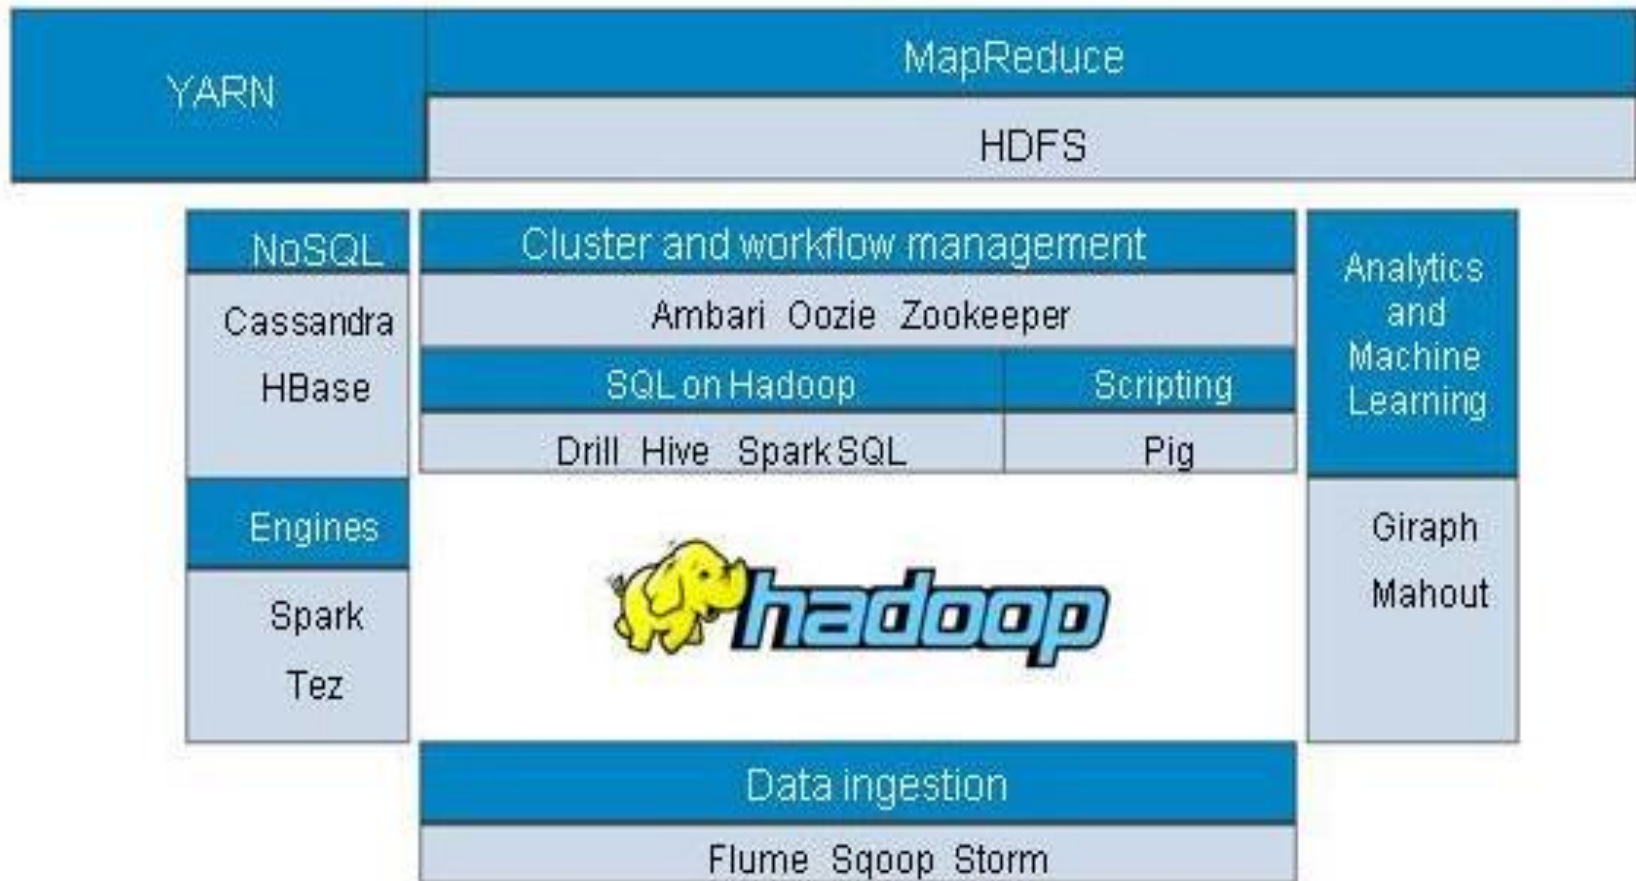 YARN
MapReduce
HDFS
NoSQL
Cassandra
HBase
Engines
Spark
Tez
Cluster and workflow management
Ambari Oozie Zookeeper
SQL on Hadoop
Scripting
Drill Hive Spark SQL
Pig
hadoop
Data ingestion
Flume Sqoop Storm
Analytics
and
Machine
Learning
Giraph
Mahout